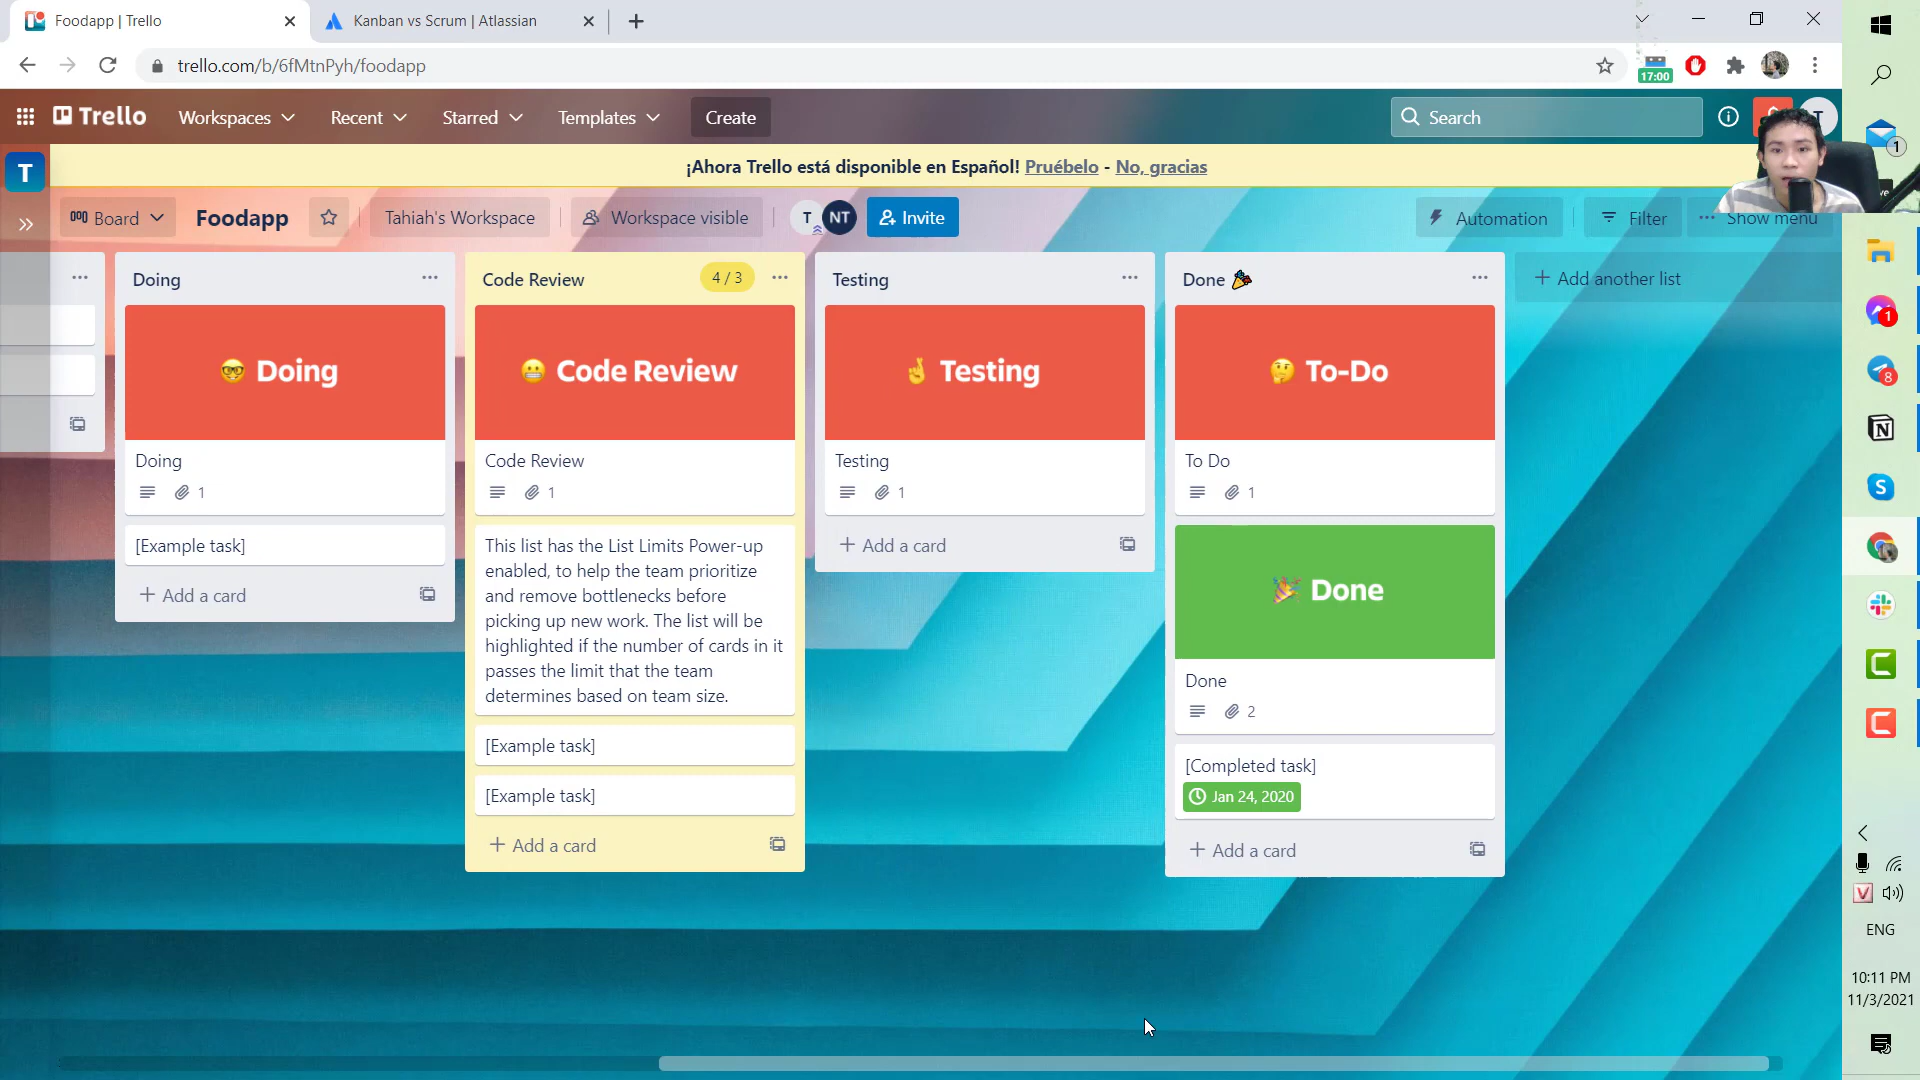 Foodapp | Trello
Kanban vs Scrum | Atlassian
trello.com/b/6fMtnPyh/foodapp
17:00
Trello
Workspaces
Recent
Starred
Templates
Create
Search
T
1
T
¡Ahora Trello está disponible en Español! Pruébelo - No, gracias
Board
Foodapp
Tahiah's Workspace
Workspace visible
T
NT
Invite
Automation
Filter
Show menu
Doing
Doing
Doing
1
[Example task]
Add a card
Code Review
4 / 3
Code Review
Code Review
1
This list has the List Limits Power-up
enabled, to help the team prioritize
and remove bottlenecks before
picking up new work. The list will be
highlighted if the number of cards in it
passes the limit that the team
determines based on team size.
[Example task]
[Example task]
Add a card
Testing
Testing
Testing
1
Add a card
Done
To-Do
To Do
1
Done
Done
2
[Completed task]
Jan 24, 2020
Add a card
Add another list
1
8
N
S
C
C
V
ENG
10:11 PM
11/3/2021